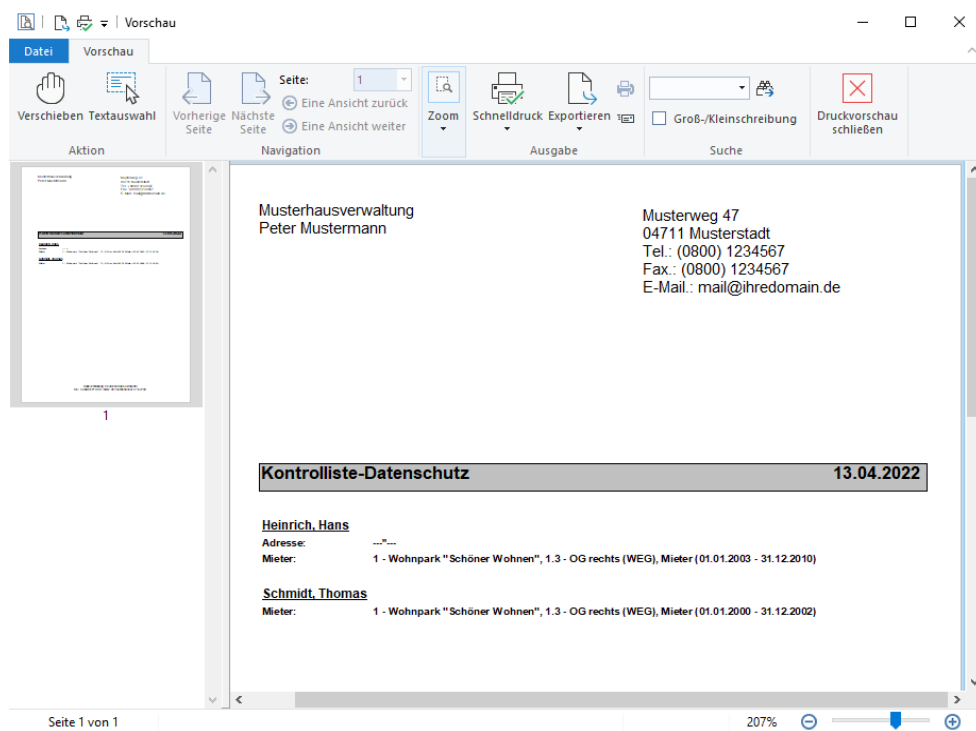 Vorschau
Datei Vorschau
Verschieben Textauswahl
Aktion
Vorherige Seite
Nächste Seite
Seite: 1
Eine Ansicht zurück
Eine Ansicht weiter
Navigation
Zoom
Schnelldruck Exportieren
Ausgabe
Groß-/Kleinschreibung
Suche
Druckvorschau schließen
1
Musterhausverwaltung
Peter Mustermann
Musterweg 47
04711 Musterstadt
Tel.: (0800) 1234567
Fax.: (0800) 1234567
E-Mail.: mail@ihredomain.de
Kontrolliste-Datenschutz 13.04.2022
Heinrich, Hans
Adresse: ---"---
Mieter: 1 - Wohnpark "Schöner Wohnen", 1.3 - OG rechts (WEG), Mieter (01.01.2003 - 31.12.2010)
Schmidt, Thomas
Mieter: 1 - Wohnpark "Schöner Wohnen", 1.3 - OG rechts (WEG), Mieter (01.01.2000 - 31.12.2002)
Seite 1 von 1 207%